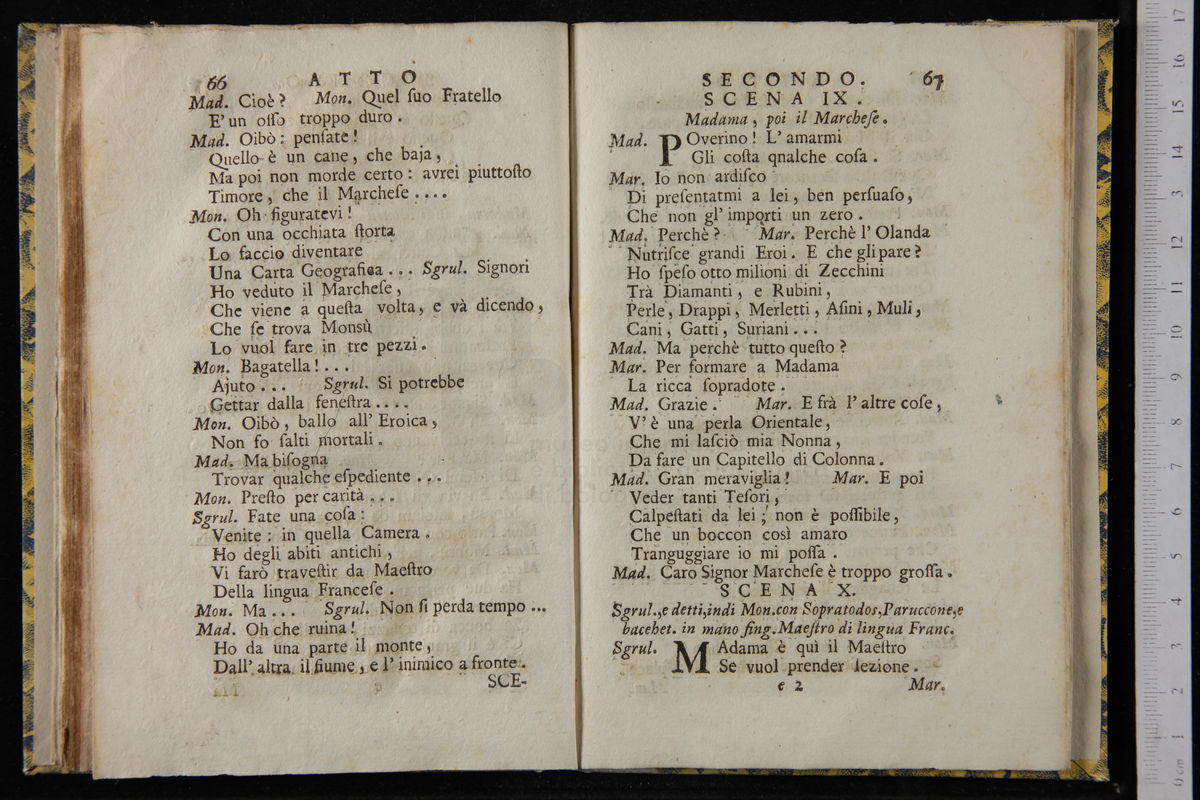 66 ATTO
Mad. Cioè? Mon. Quel ſuo Fratello
E' un oſſo troppo duro.
Mad. Oibò: penſate!
Quello è un cane, che baja,
Ma poi non morde certo: avrei piuttoſto
Timore, che il Marcheſe....
Mon. Oh figuratevi!
Con una occhiata ſtorta
Lo faccio diventare
Una Carta Geografica... Sgrul. Signori
Ho veduto il Marcheſe,
Che viene a queſta volta, e và dicendo,
Che ſe trova Monsù
Lo vuol fare in tre pezzi.
Mon. Bagatella!...
Ajuto... Sgrul. Si potrebbe
Gettar dalla feneſtra....
Mon. Oibò, ballo all' Eroica,
Non fo ſalti mortali.
Mad. Ma biſogna
Trovar qualche eſpediente...
Mon. Preſto per carità...
Sgrul. Fate una coſa:
Venite: in quella Camera.
Ho degli abiti antichi,
Vi farò traveſtir da Maeſtro
Della lingua Franceſe.
Mon. Ma... Sgrul. Non ſi perda tempo...
Mad. Oh che ruina!
Ho da una parte il monte,
Dall' altra il fiume, e l' inimico a fronte.
SCE-
SECONDO. 67
SCENA IX.
Madama, poi il Marcheſe.
Mad. POverino! L' amarmi
Gli coſta qnalche coſa.
Mar. Io non ardiſco
Di preſentatmi a lei, ben perſuaſo,
Che non gl' importi un zero.
Mad. Perchè? Mar. Perchè l' Olanda
Nutriſce grandi Eroi. E che gli pare?
Ho ſpeſo otto milioni di Zecchini
Trà Diamanti, e Rubini,
Perle, Drappi, Merletti, Aſini, Muli,
Cani, Gatti, Suriani...
Mad. Ma perchè tutto queſto?
Mar. Per formare a Madama
La ricca ſopradote.
Mad. Grazie. Mar. E frà l' altre coſe,
V' è una perla Orientale,
Che mi laſciò mia Nonna,
Da fare un Capitello di Colonna.
Mad. Gran meraviglia! Mar. E poi
Veder tanti Teſori,
Calpeſtati da lei; non è poſſibile,
Che un boccon così amaro
Tranguggiare io mi poſſa.
Mad. Caro Signor Marcheſe è troppo groſſa.
SCENA X.
Sgrul., e detti, indi Mon. con Sopratodos, Paruccone, e
bacehet. in mano fing. Maeſtro di lingua Franc.
Sgrul. MAdama è quì il Maeſtro
Se vuol prender lezione.
e 2 Mar.